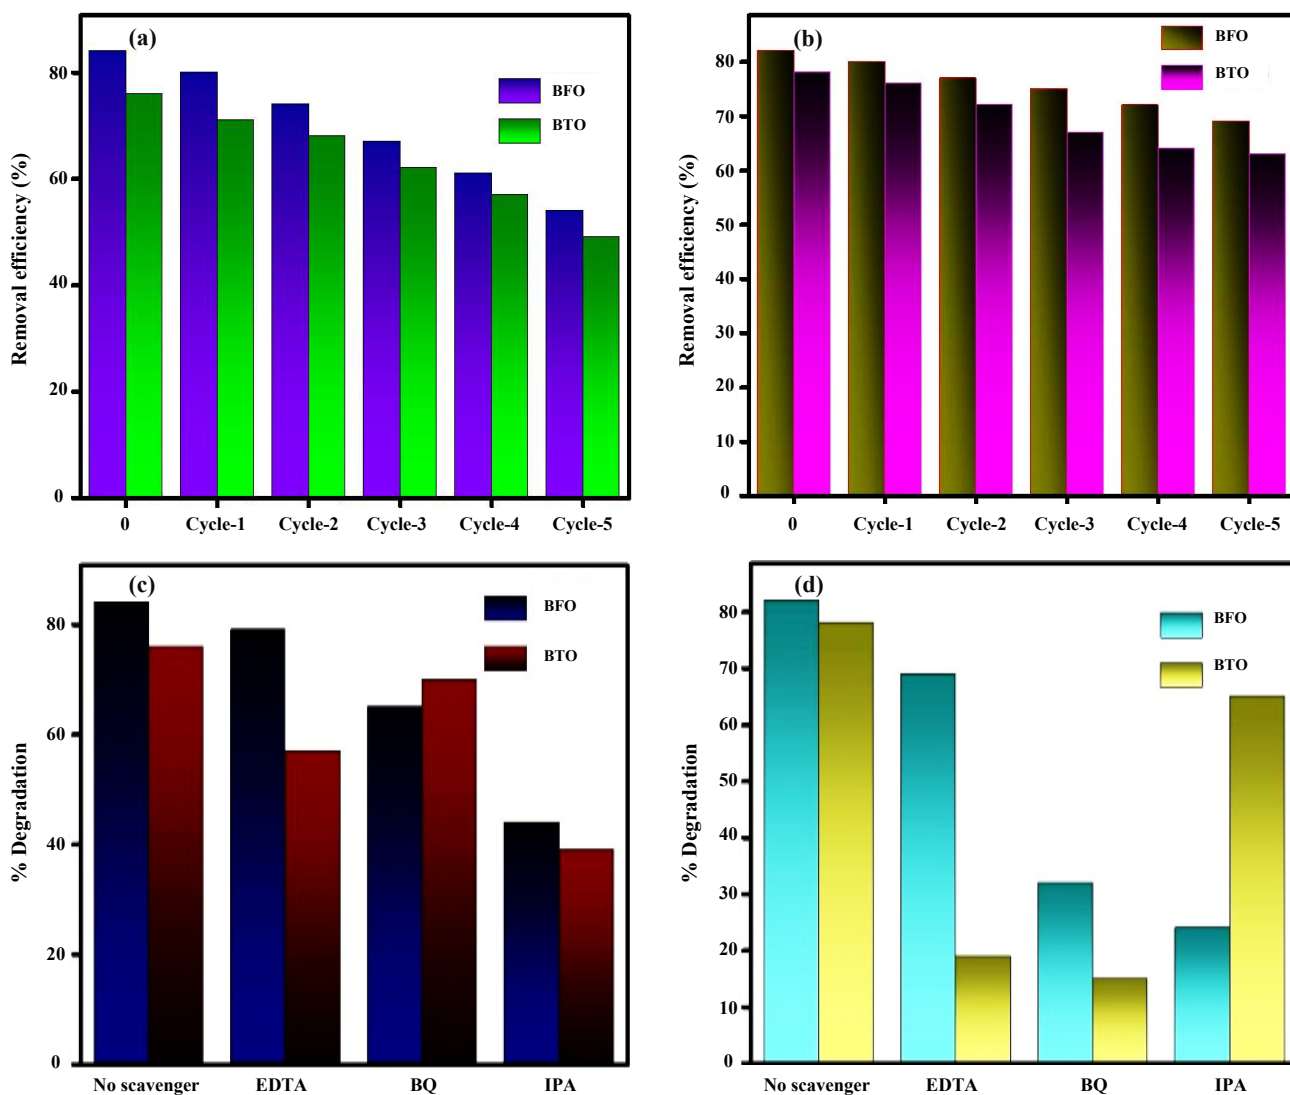 (a)
BFO
BTO
Removal efficiency (%)
80
60
40
20
0
0 Cycle-1 Cycle-2 Cycle-3 Cycle-4 Cycle-5
(b)
BFO
BTO
Removal efficiency (%)
80
70
60
50
40
30
20
10
0
0 Cycle-1 Cycle-2 Cycle-3 Cycle-4 Cycle-5
(c)
BFO
BTO
% Degradation
80
60
40
20
0
No scavenger EDTA BQ IPA
(d)
BFO
BTO
% Degradation
80
70
60
50
40
30
20
10
0
No scavenger EDTA BQ IPA